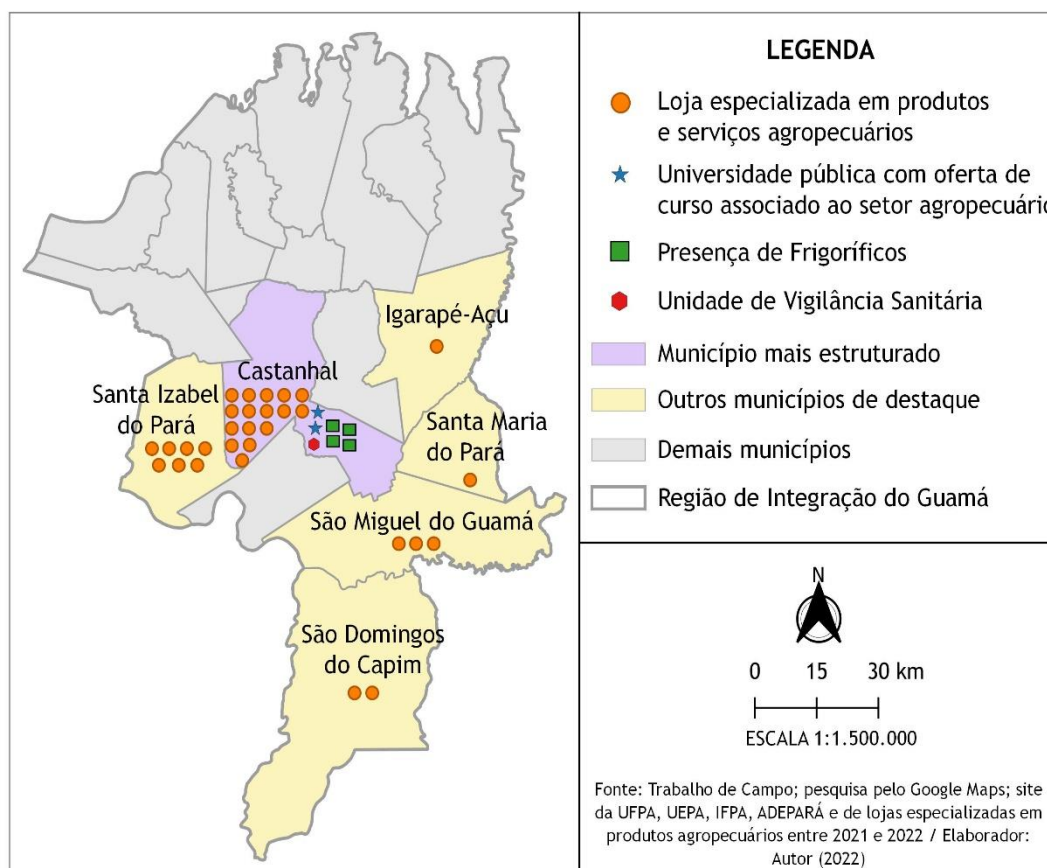 Igarapé-Açu
Castanhal
Santa Izabel
do Pará
Santa Maria
do Pará
São Miguel do Guamá
São Domingos
do Capim
LEGENDA
Loja especializada em produtos
e serviços agropecuários
Universidade pública com oferta de
curso associado ao setor agropecuário
Presença de Frigoríficos
Unidade de Vigilância Sanitária
Município mais estruturado
Outros municípios de destaque
Demais municípios
Região de Integração do Guamá
N
0 15 30 km
ESCALA 1:1.500.000
Fonte: Trabalho de Campo; pesquisa pelo Google Maps; site
da UFPA, UEPA, IFPA, ADEPARÁ e de lojas especializadas em
produtos agropecuários entre 2021 e 2022 / Elaborador:
Autor (2022)